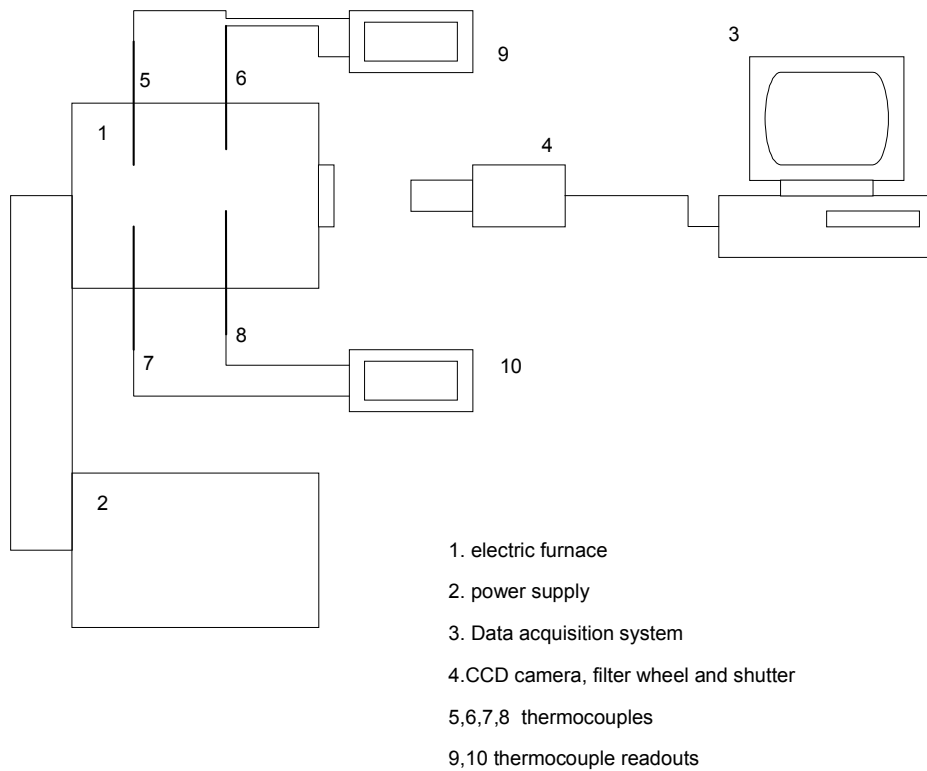 3
9
5
6
1
4
8
7
10
2
1. electric furnace
2. power supply
3. Data acquisition system
4.CCD camera, filter wheel and shutter
5,6,7,8 thermocouples
9,10 thermocouple readouts